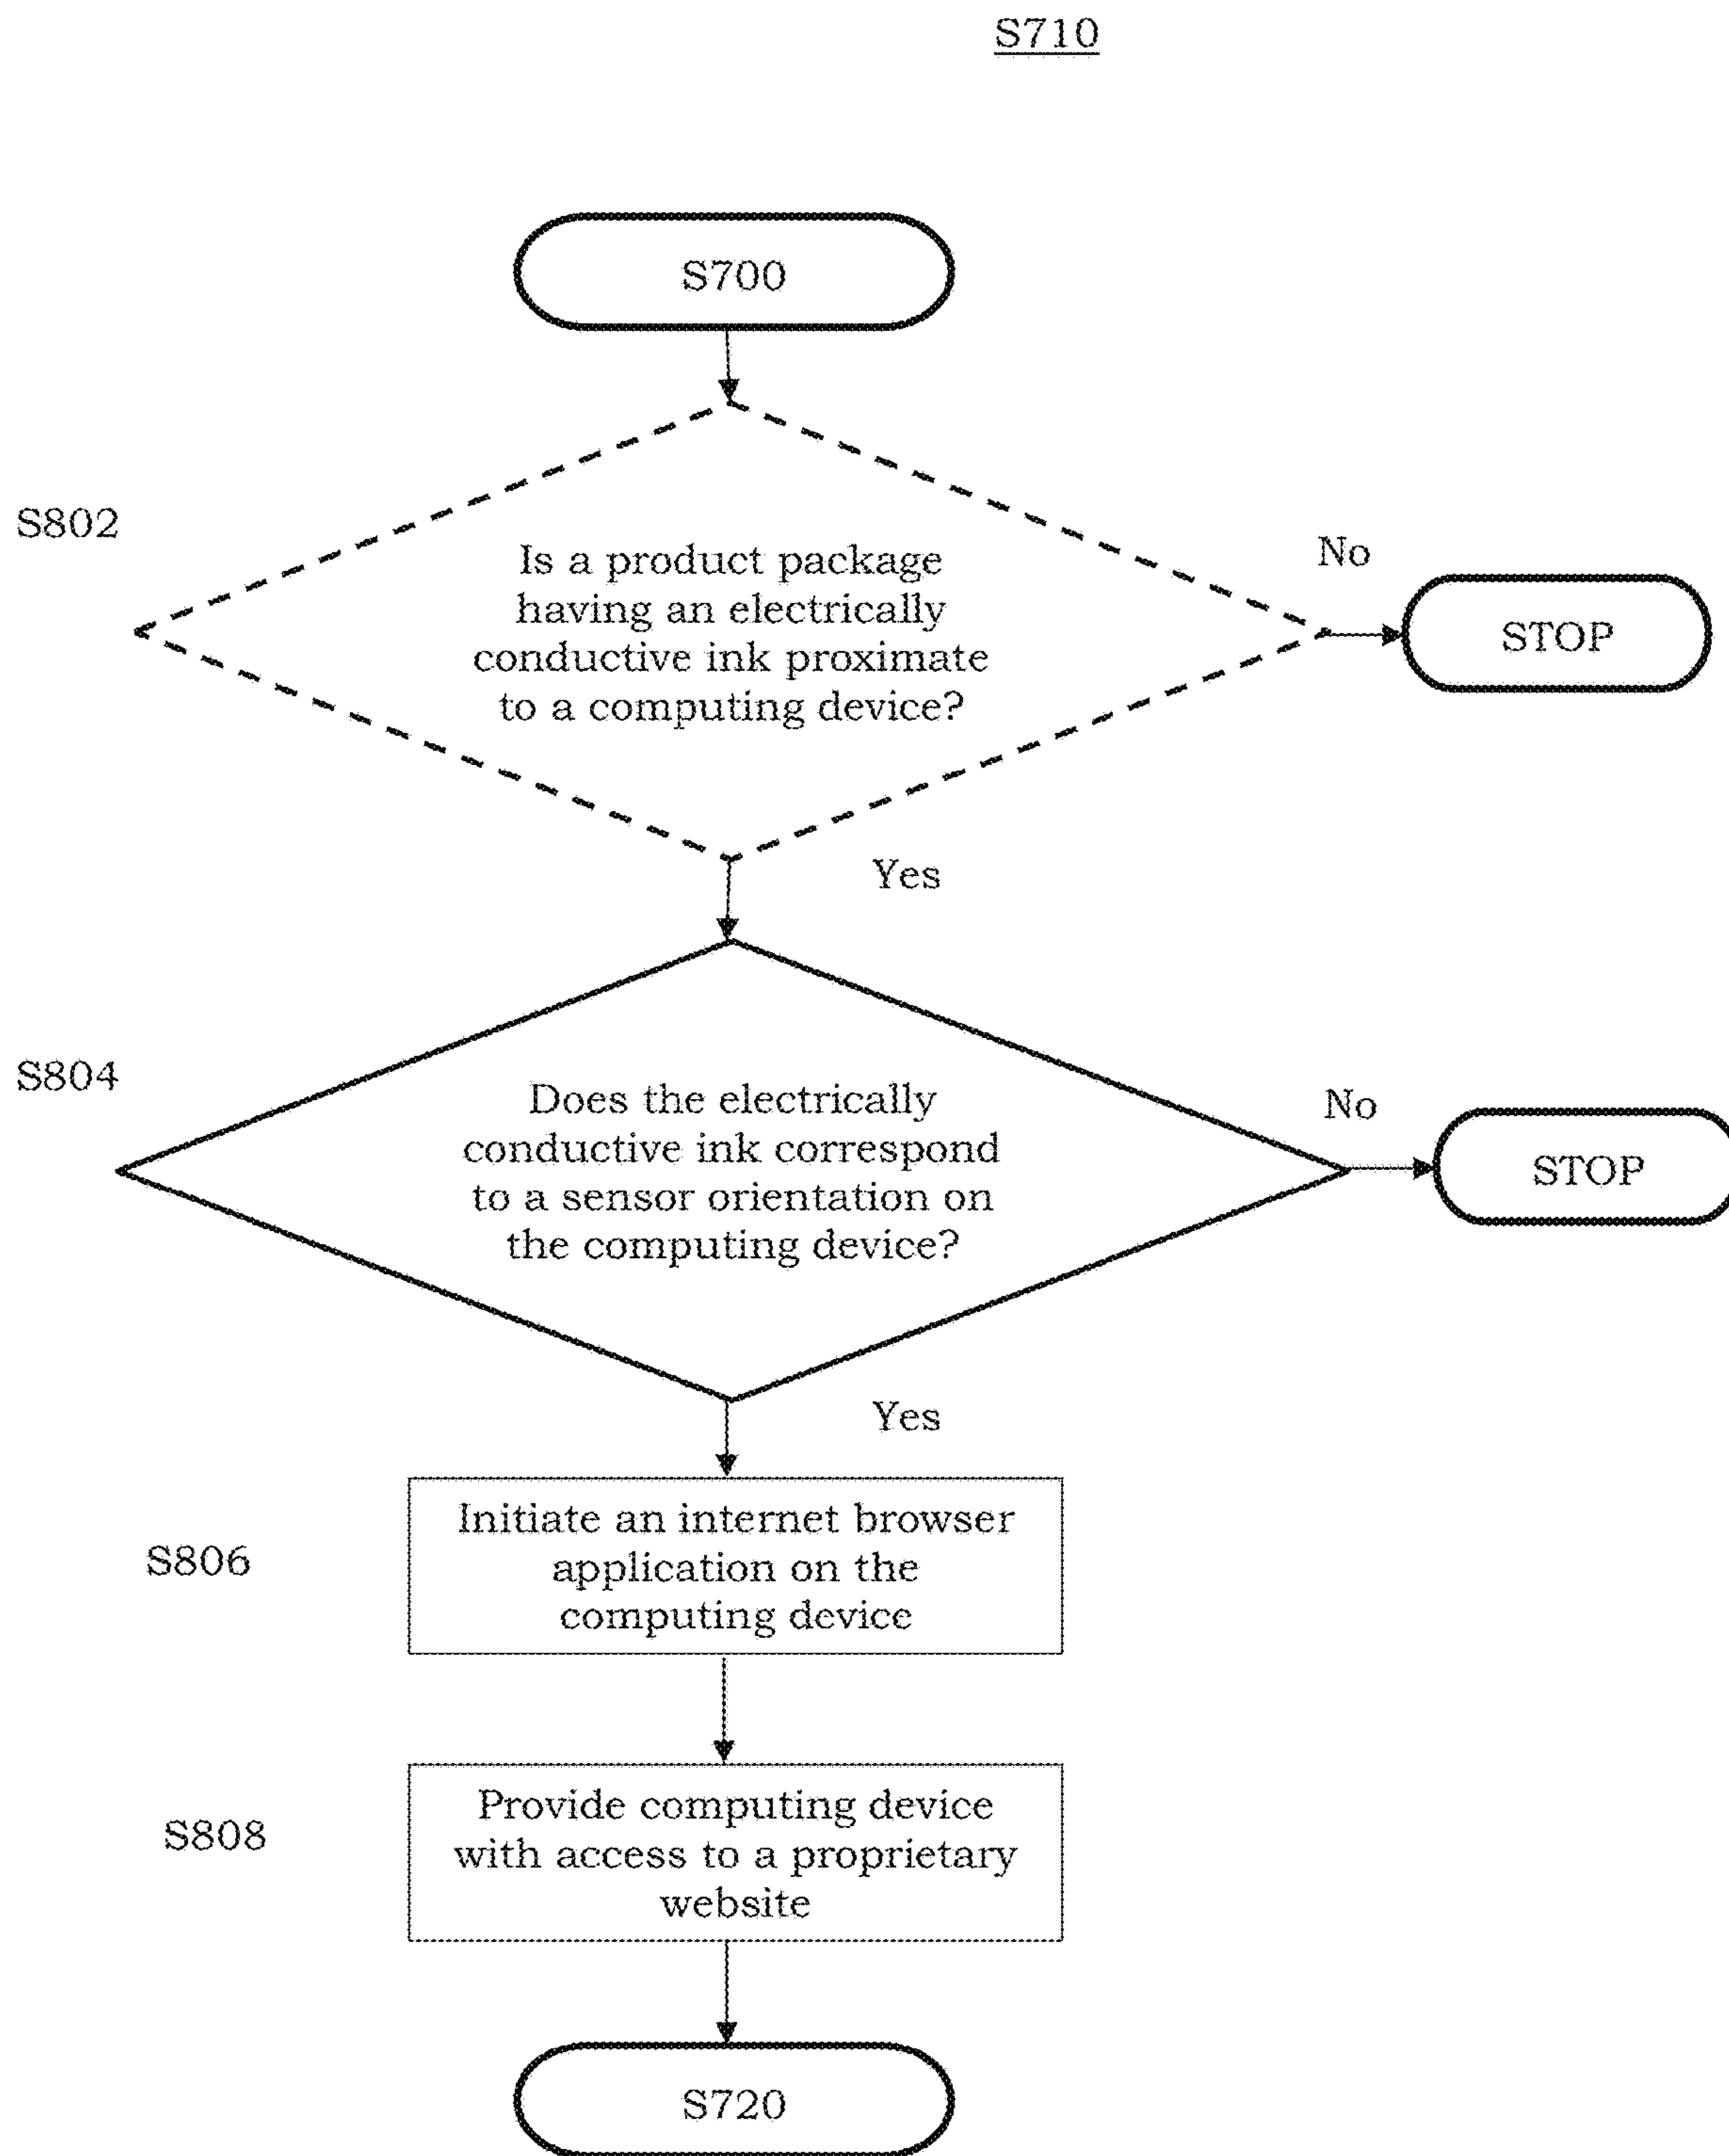 S710
S700
S802
Is a product package
having an electrically
conductive ink proximate
to a computing device?
No
STOP
Yes
S804
Does the electrically
conductive ink correspond
to a sensor orientation on
the computing device?
No
STOP
Yes
S806
Initiate an internet browser
application on the
computing device
S808
Provide computing device
with access to a proprietary
website
S720